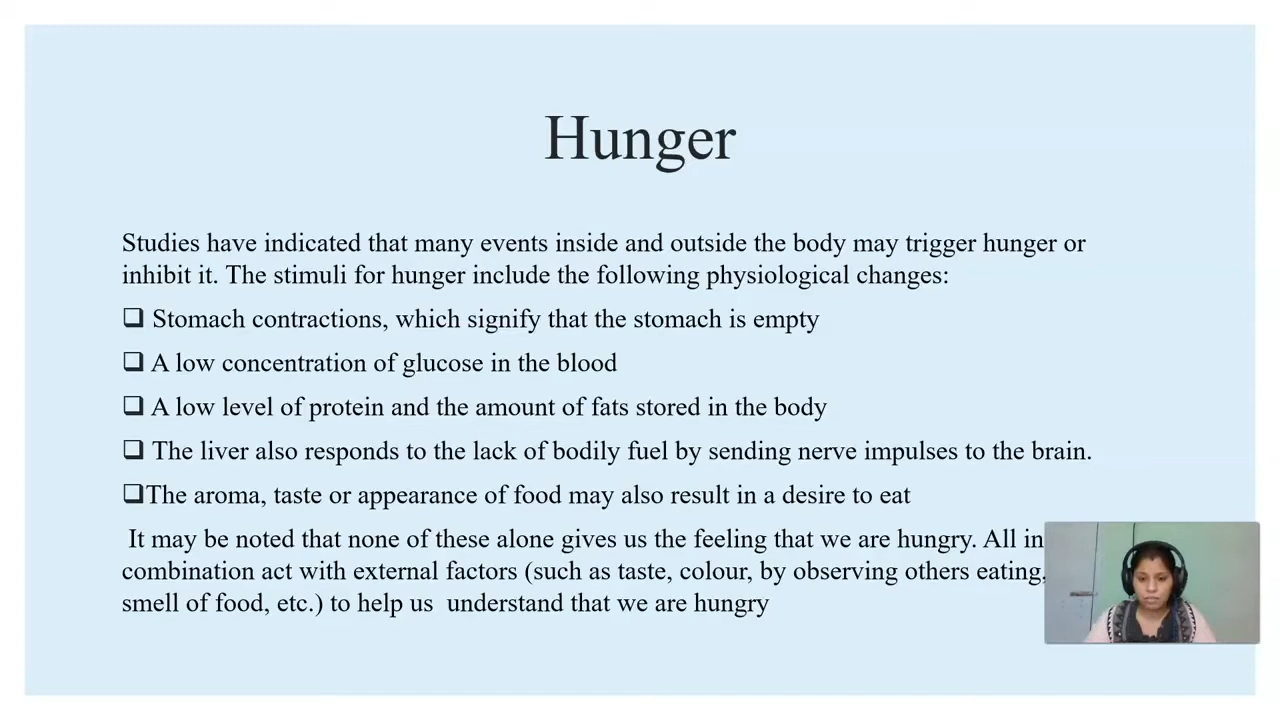 Hunger
Studies have indicated that many events inside and outside the body may trigger hunger or
inhibit it. The stimuli for hunger include the following physiological changes:
❑ Stomach contractions, which signify that the stomach is empty
❑ A low concentration of glucose in the blood
❑ A low level of protein and the amount of fats stored in the body
❑ The liver also responds to the lack of bodily fuel by sending nerve impulses to the brain.
❑The aroma, taste or appearance of food may also result in a desire to eat
It may be noted that none of these alone gives us the feeling that we are hungry. All in
combination act with external factors (such as taste, colour, by observing others eating,
smell of food, etc.) to help us  understand that we are hungry